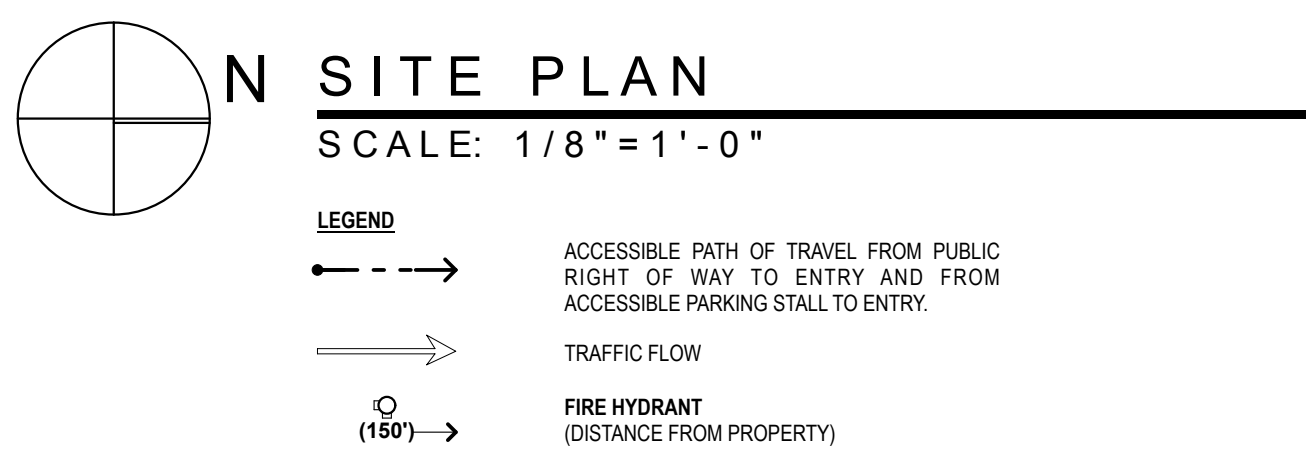 N SITE PLAN
SCALE: 1/8"=1'-0"
LEGEND
ACCESSIBLE PATH OF TRAVEL FROM PUBLIC
RIGHT OF WAY TO ENTRY AND FROM
ACCESSIBLE PARKING STALL TO ENTRY.
TRAFFIC FLOW
FIRE HYDRANT
(150') (DISTANCE FROM PROPERTY)